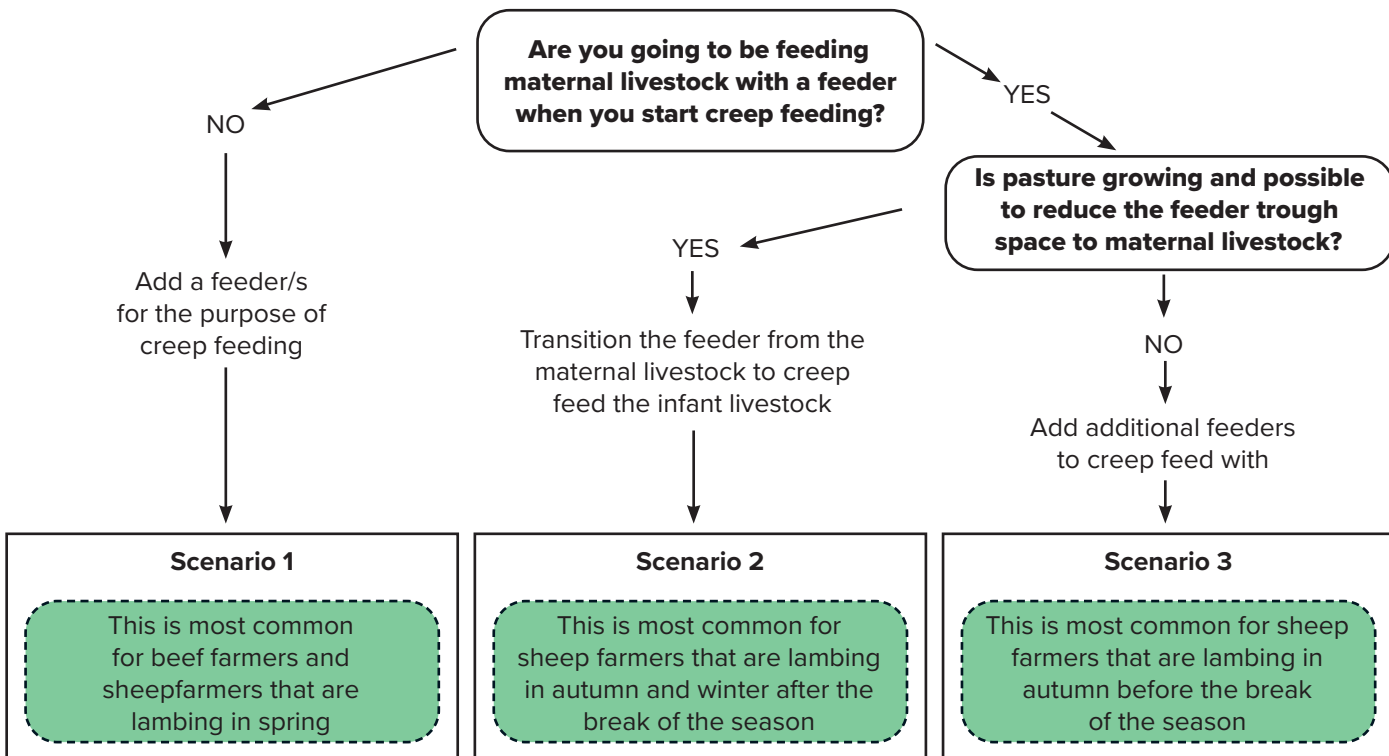 Are you going to be feeding
maternal livestock with a feeder
when you start creep feeding?
NO
YES
Is pasture growing and possible
to reduce the feeder trough
space to maternal livestock?
YES
NO
Add a feeder/s
for the purpose of
creep feeding
Transition the feeder from the
maternal livestock to creep
feed the infant livestock
Add additional feeders
to creep feed with
Scenario 1
This is most common
for beef farmers and
sheepfarmers that are
lambing in spring
Scenario 2
This is most common for
sheep farmers that are lambing
in autumn and winter after the
break of the season
Scenario 3
This is most common for sheep
farmers that are lambing in
autumn before the break
of the season